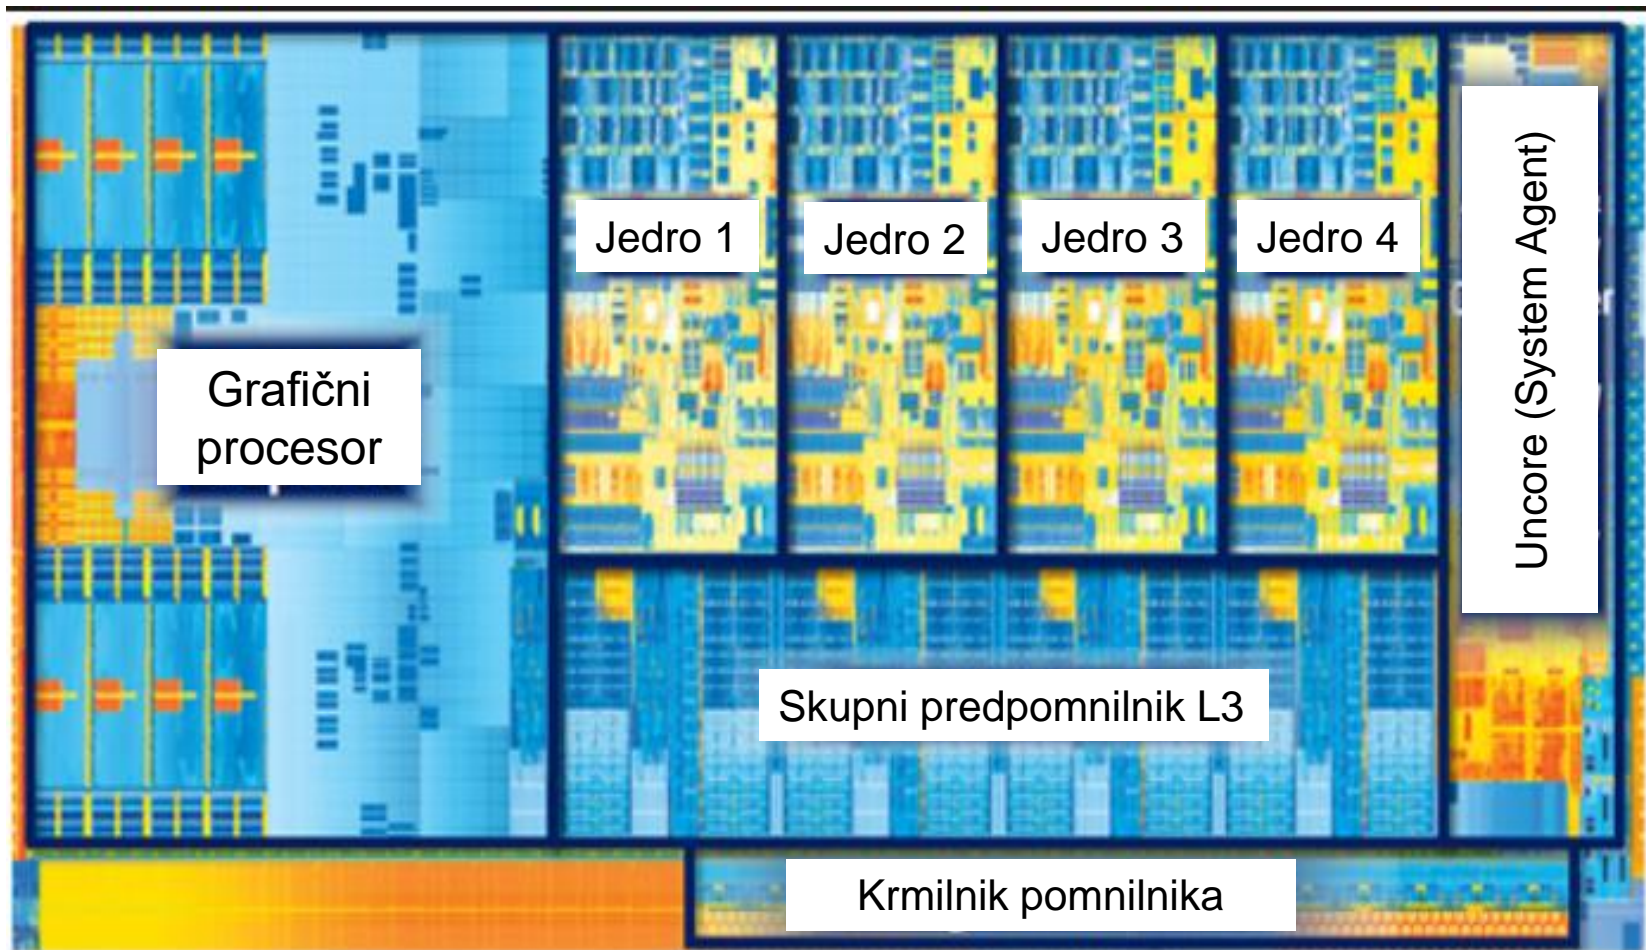 Jedro 1
Jedro 2
Jedro 3
Jedro 4
Grafični
procesor
Uncore (System Agent)
Skupni predpomnilnik L3
Krmilnik pomnilnika